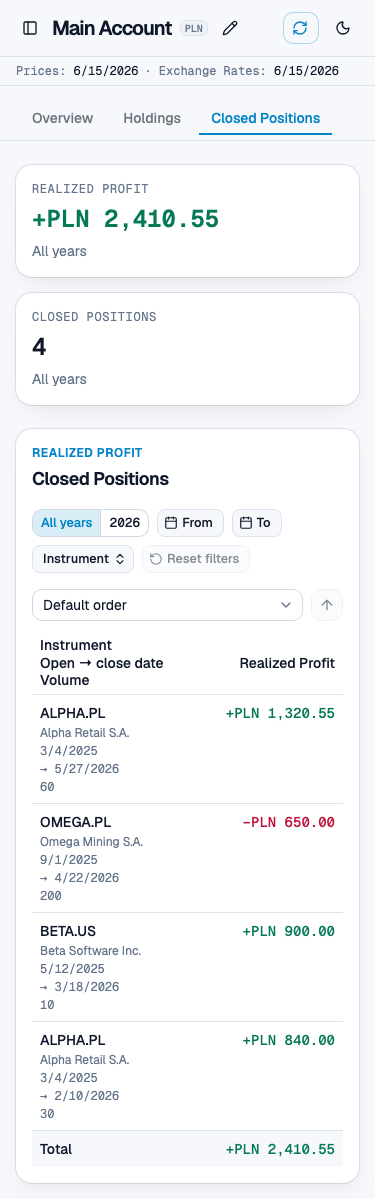 Main Account PLN
Prices: 6/15/2026 · Exchange Rates: 6/15/2026
Overview Holdings Closed Positions
REALIZED PROFIT
+PLN 2,410.55
All years
CLOSED POSITIONS
4
All years
REALIZED PROFIT
Closed Positions
All years 2026 From To
Instrument Reset filters
Default order
Instrument
Open → close date Realized Profit
Volume
ALPHA.PL +PLN 1,320.55
Alpha Retail S.A.
3/4/2025
→ 5/27/2026
60
OMEGA.PL −PLN 650.00
Omega Mining S.A.
9/1/2025
→ 4/22/2026
200
BETA.US +PLN 900.00
Beta Software Inc.
5/12/2025
→ 3/18/2026
10
ALPHA.PL +PLN 840.00
Alpha Retail S.A.
3/4/2025
→ 2/10/2026
30
Total +PLN 2,410.55